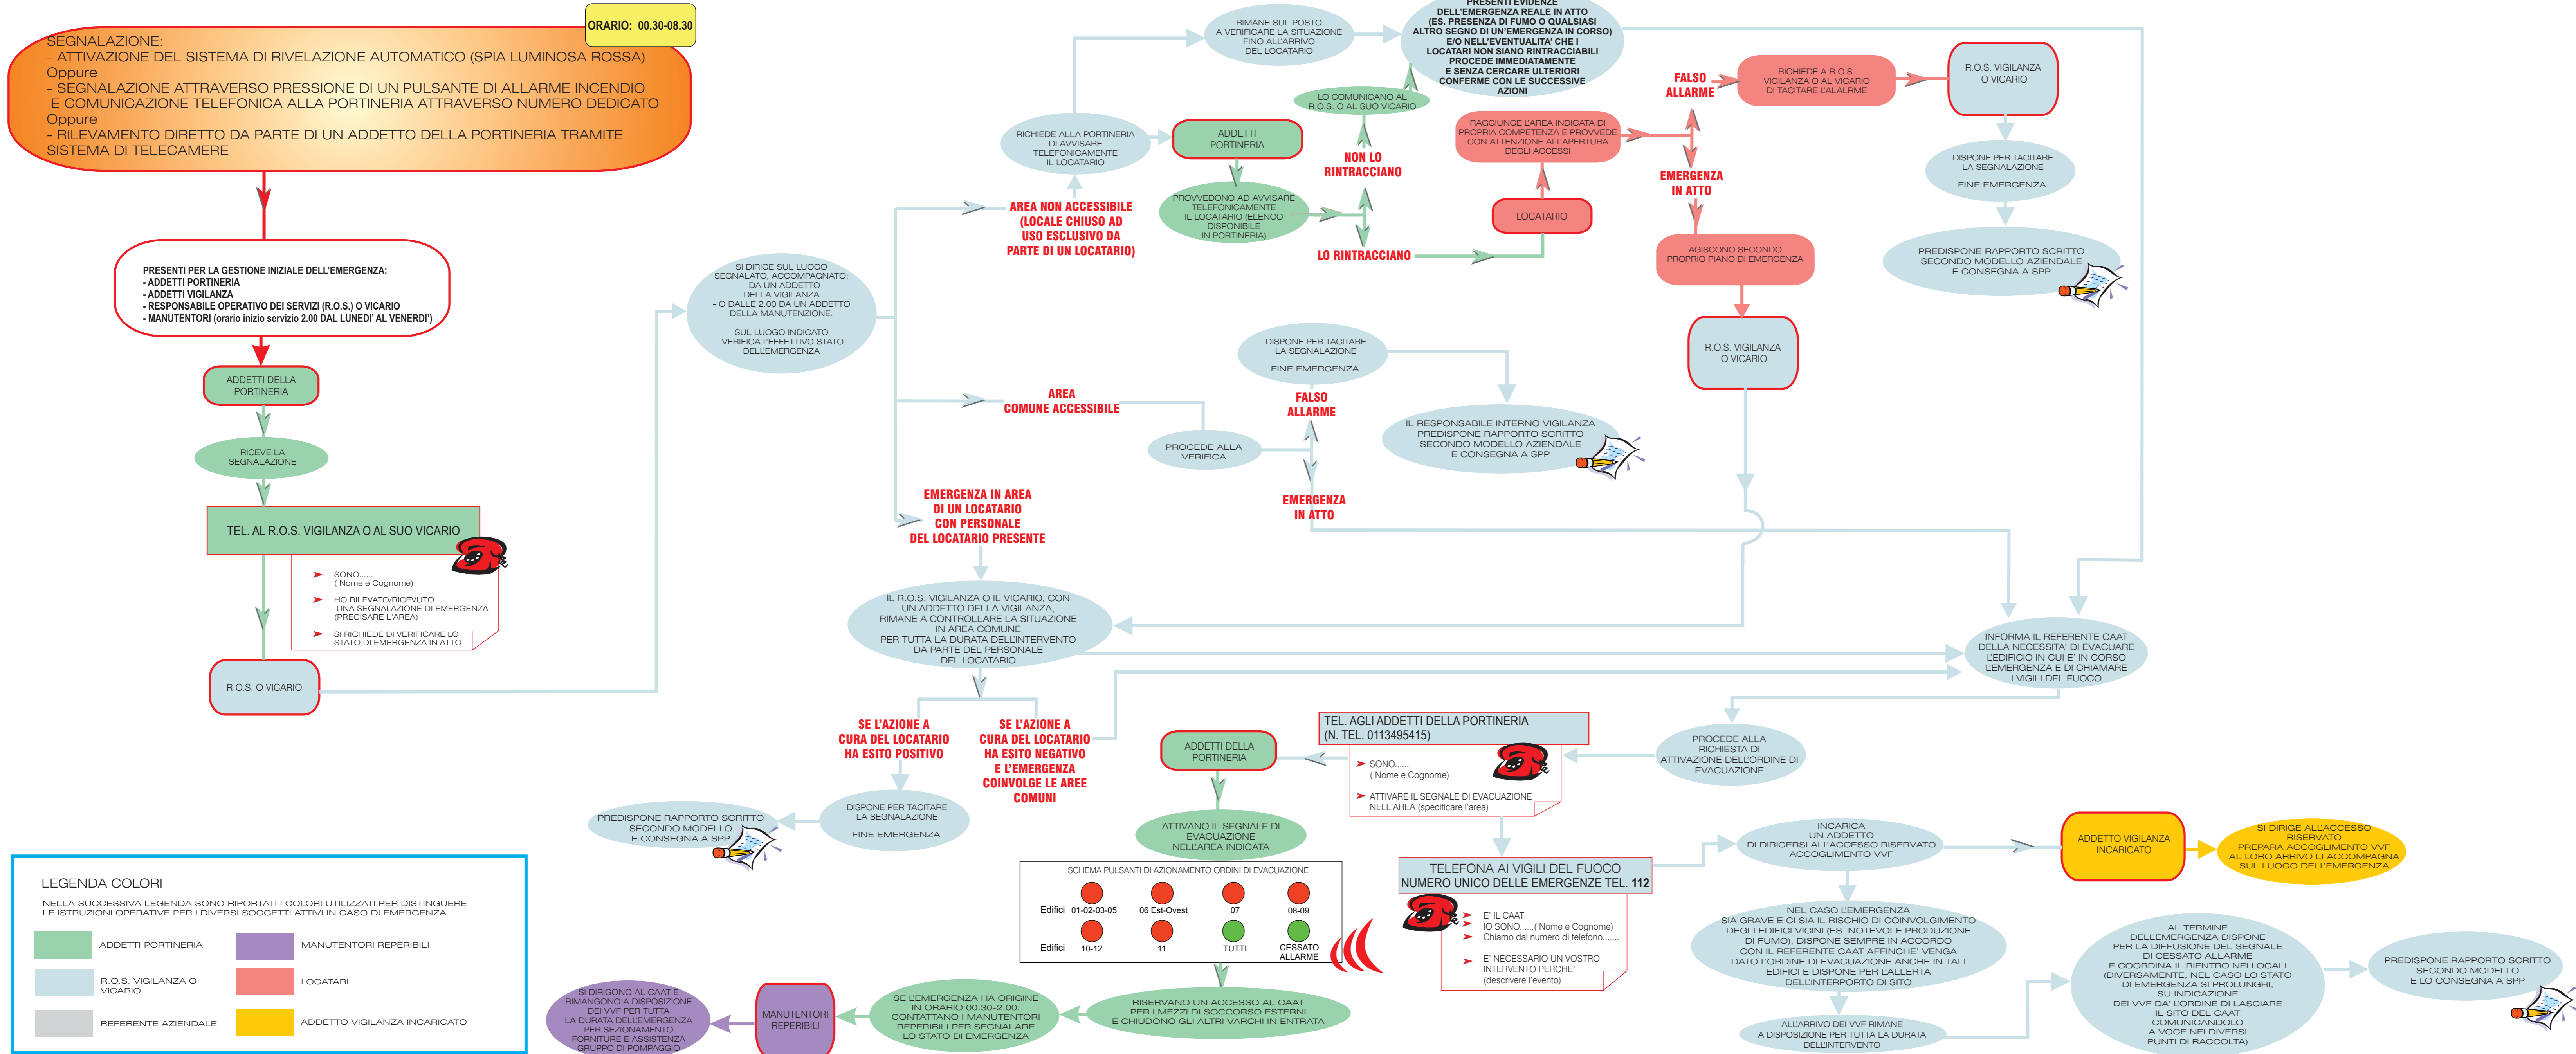 ORARIO: 00.30-08.30
SEGNALAZIONE:
- ATTIVAZIONE DEL SISTEMA DI RIVELAZIONE AUTOMATICO (SPIA LUMINOSA ROSSA)
Oppure
- SEGNALAZIONE ATTRAVERSO PRESSIONE DI UN PULSANTE DI ALLARME INCENDIO
E COMUNICAZIONE TELEFONICA ALLA PORTINERIA ATTRAVERSO NUMERO DEDICATO
Oppure
- RILEVAMENTO DIRETTO DA PARTE DI UN ADDETTO DELLA PORTINERIA TRAMITE
SISTEMA DI TELECAMERE
PRESENTI PER LA GESTIONE INIZIALE DELL'EMERGENZA:
- ADDETTI PORTINERIA
- ADDETTI VIGILANZA
- RESPONSABILE OPERATIVO DEI SERVIZI (R.O.S.) O VICARIO
- MANUTENTORI (orario inizio servizio 2.00 DAL LUNEDI' AL VENERDI')
ADDETTI DELLA
PORTINERIA
RICEVE LA
SEGNALAZIONE
TEL. AL R.O.S. VIGILANZA O AL SUO VICARIO
➤ SONO......
( Nome e Cognome)
➤ HO RILEVATO/RICEVUTO
UNA SEGNALAZIONE DI EMERGENZA
(PRECISARE L'AREA)
➤ SI RICHIEDE DI VERIFICARE LO
STATO DI EMERGENZA IN ATTO
R.O.S. O VICARIO
SI DIRIGE SUL LUOGO
SEGNALATO, ACCOMPAGNATO:
- DA UN ADDETTO
DELLA VIGILANZA
- O DALLE 2.00 DA UN ADDETTO
DELLA MANUTENZIONE.
SUL LUOGO INDICATO
VERIFICA L'EFFETTIVO STATO
DELL'EMERGENZA
AREA NON ACCESSIBILE
(LOCALE CHIUSO AD
USO ESCLUSIVO DA
PARTE DI UN LOCATARIO)
RICHIEDE ALLA PORTINERIA
DI AVVISARE
TELEFONICAMENTE
IL LOCATARIO
RIMANE SUL POSTO
A VERIFICARE LA SITUAZIONE
FINO ALL'ARRIVO
DEL LOCATARIO
PRESENTI EVIDENZE
DELL'EMERGENZA REALE IN ATTO
(ES. PRESENZA DI FUMO O QUALSIASI
ALTRO SEGNO DI UN'EMERGENZA IN CORSO)
E/O NELL'EVENTUALITA' CHE I
LOCATARI NON SIANO RINTRACCIABILI
PROCEDE IMMEDIATAMENTE
E SENZA CERCARE ULTERIORI
CONFERME CON LE SUCCESSIVE
AZIONI
ADDETTI
PORTINERIA
PROVVEDONO AD AVVISARE
TELEFONICAMENTE
IL LOCATARIO (ELENCO
DISPONIBILE
IN PORTINERIA)
LO COMUNICANO AL
R.O.S. O AL SUO VICARIO
NON LO
RINTRACCIANO
LO RINTRACCIANO
LOCATARIO
RAGGIUNGE L'AREA INDICATA DI
PROPRIA COMPETENZA E PROVVEDE
CON ATTENZIONE ALL'APERTURA
DEGLI ACCESSI
FALSO
ALLARME
EMERGENZA
IN ATTO
RICHIEDE A R.O.S.
VIGILANZA O AL VICARIO
DI TACITARE L'ALALRME
R.O.S. VIGILANZA
O VICARIO
DISPONE PER TACITARE
LA SEGNALAZIONE
FINE EMERGENZA
PREDISPONE RAPPORTO SCRITTO
SECONDO MODELLO AZIENDALE
E CONSEGNA A SPP
AGISCONO SECONDO
PROPRIO PIANO DI EMERGENZA
R.O.S. VIGILANZA
O VICARIO
AREA
COMUNE ACCESSIBILE
PROCEDE ALLA
VERIFICA
DISPONE PER TACITARE
LA SEGNALAZIONE
FINE EMERGENZA
FALSO
ALLARME
EMERGENZA
IN ATTO
IL RESPONSABILE INTERNO VIGILANZA
PREDISPONE RAPPORTO SCRITTO
SECONDO MODELLO AZIENDALE
E CONSEGNA A SPP
EMERGENZA IN AREA
DI UN LOCATARIO
CON PERSONALE
DEL LOCATARIO PRESENTE
IL R.O.S. VIGILANZA O IL VICARIO, CON
UN ADDETTO DELLA VIGILANZA,
RIMANE A CONTROLLARE LA SITUAZIONE
IN AREA COMUNE
PER TUTTA LA DURATA DELL'INTERVENTO
DA PARTE DEL PERSONALE
DEL LOCATARIO
SE L'AZIONE A
CURA DEL LOCATARIO
HA ESITO POSITIVO
SE L'AZIONE A
CURA DEL LOCATARIO
HA ESITO NEGATIVO
E L'EMERGENZA
COINVOLGE LE AREE
COMUNI
DISPONE PER TACITARE
LA SEGNALAZIONE
FINE EMERGENZA
PREDISPONE RAPPORTO SCRITTO
SECONDO MODELLO
E CONSEGNA A SPP
INFORMA IL REFERENTE CAAT
DELLA NECESSITA' DI EVACUARE
L'EDIFICIO IN CUI E' IN CORSO
L'EMERGENZA E DI CHIAMARE
I VIGILI DEL FUOCO
PROCEDE ALLA
RICHIESTA DI
ATTIVAZIONE DELL'ORDINE DI
EVACUAZIONE
TEL. AGLI ADDETTI DELLA PORTINERIA
(N. TEL. 0113495415)
➤ SONO......
( Nome e Cognome)
➤ ATTIVARE IL SEGNALE DI EVACUAZIONE
NELL'AREA (specificare l'area)
ADDETTI DELLA
PORTINERIA
ATTIVANO IL SEGNALE DI
EVACUAZIONE
NELL'AREA INDICATA
SCHEMA PULSANTI DI AZIONAMENTO ORDINI DI EVACUAZIONE
Edifici 01-02-03-05 06 Est-Ovest 07 08-09
Edifici 10-12 11 TUTTI CESSATO
ALLARME
RISERVANO UN ACCESSO AL CAAT
PER I MEZZI DI SOCCORSO ESTERNI
E CHIUDONO GLI ALTRI VARCHI IN ENTRATA
SE L'EMERGENZA HA ORIGINE
IN ORARIO 00.30-2.00:
CONTATTANO I MANUTENTORI
REPERIBILI PER SEGNALARE
LO STATO DI EMERGENZA
MANUTENTORI
REPERIBILI
SI DIRIGONO AL CAAT E
RIMANGONO A DISPOSIZIONE
DEI VVF PER TUTTA
LA DURATA DELL'EMERGENZA
PER SEZIONAMENTO
FORNITURE E ASSISTENZA
GRUPPO DI POMPAGGIO
TELEFONA AI VIGILI DEL FUOCO
NUMERO UNICO DELLE EMERGENZE TEL. 112
➤ E' IL CAAT
➤ IO SONO......( Nome e Cognome)
➤ Chiamo dal numero di telefono.......
➤ E' NECESSARIO UN VOSTRO
INTERVENTO PERCHE'
(descrivere l'evento)
INCARICA
UN ADDETTO
DI DIRIGERSI ALL'ACCESSO RISERVATO
ACCOGLIMENTO VVF
ADDETTO VIGILANZA
INCARICATO
SI DIRIGE ALL'ACCESSO
RISERVATO
PREPARA ACCOGLIMENTO VVF
AL LORO ARRIVO LI ACCOMPAGNA
SUL LUOGO DELL'EMERGENZA
NEL CASO L'EMERGENZA
SIA GRAVE E CI SIA IL RISCHIO DI COINVOLGIMENTO
DEGLI EDIFICI VICINI (ES. NOTEVOLE PRODUZIONE
DI FUMO), DISPONE SEMPRE IN ACCORDO
CON IL REFERENTE CAAT AFFINCHE' VENGA
DATO L'ORDINE DI EVACUAZIONE ANCHE IN TALI
EDIFICI E DISPONE PER L'ALLERTA
DELL'INTERPORTO DI SITO
ALL'ARRIVO DEI VVF RIMANE
A DISPOSIZIONE PER TUTTA LA DURATA
DELL'INTERVENTO
AL TERMINE
DELL'EMERGENZA DISPONE
PER LA DIFFUSIONE DEL SEGNALE
DI CESSATO ALLARME
E COORDINA IL RIENTRO NEI LOCALI
(DIVERSAMENTE, NEL CASO LO STATO
DI EMERGENZA SI PROLUNGHI,
SU INDICAZIONE
DEI VVF DA' L'ORDINE DI LASCIARE
IL SITO DEL CAAT
COMUNICANDOLO
A VOCE NEI DIVERSI
PUNTI DI RACCOLTA)
PREDISPONE RAPPORTO SCRITTO
SECONDO MODELLO
E LO CONSEGNA A SPP
LEGENDA COLORI
NELLA SUCCESSIVA LEGENDA SONO RIPORTATI I COLORI UTILIZZATI PER DISTINGUERE
LE ISTRUZIONI OPERATIVE PER I DIVERSI SOGGETTI ATTIVI IN CASO DI EMERGENZA
ADDETTI PORTINERIA
MANUTENTORI REPERIBILI
R.O.S. VIGILANZA O
VICARIO
LOCATARI
REFERENTE AZIENDALE
ADDETTO VIGILANZA INCARICATO